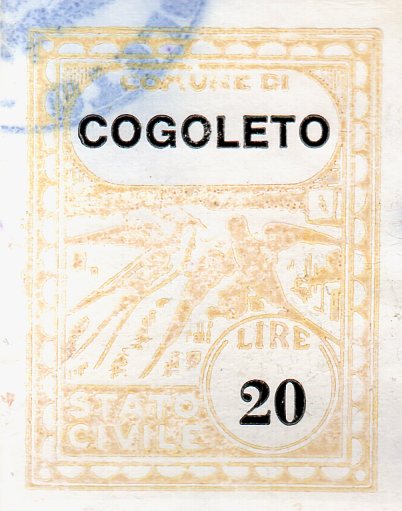 COMUNE DI
COGOLETO
LIRE
20
STATO
CIVILE